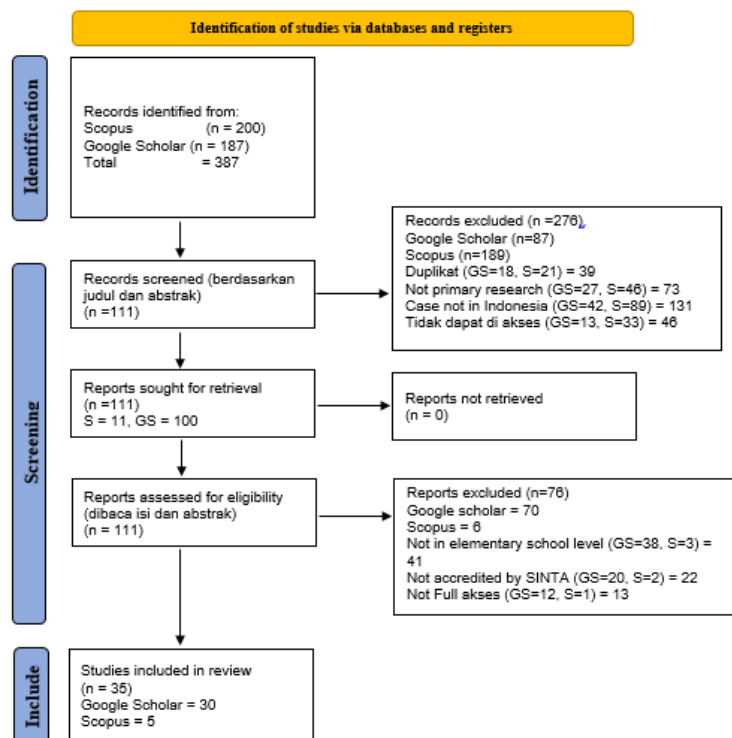 Identification of studies via databases and registers
Identification
Records identified from:
Scopus (n = 200)
Google Scholar (n = 187)
Total = 387
Records excluded (n =276),
Google Scholar (n=87)
Scopus (n=189)
Duplikat (GS=18, S=21) = 39
Not primary research (GS=27, S=46) = 73
Case not in Indonesia (GS=42, S=89) = 131
Tidak dapat di akses (GS=13, S=33) = 46
Screening
Records screened (berdasarkan
judul dan abstrak)
(n =111)
Reports sought for retrieval
(n =111)
S = 11, GS = 100
Reports not retrieved
(n = 0)
Reports assessed for eligibility
(dibaca isi dan abstrak)
(n = 111)
Reports excluded (n=76)
Google scholar = 70
Scopus = 6
Not in elementary school level (GS=38, S=3) =
41
Not accredited by SINTA (GS=20, S=2) = 22
Not Full akses (GS=12, S=1) = 13
Include
Studies included in review
(n = 35)
Google Scholar = 30
Scopus = 5